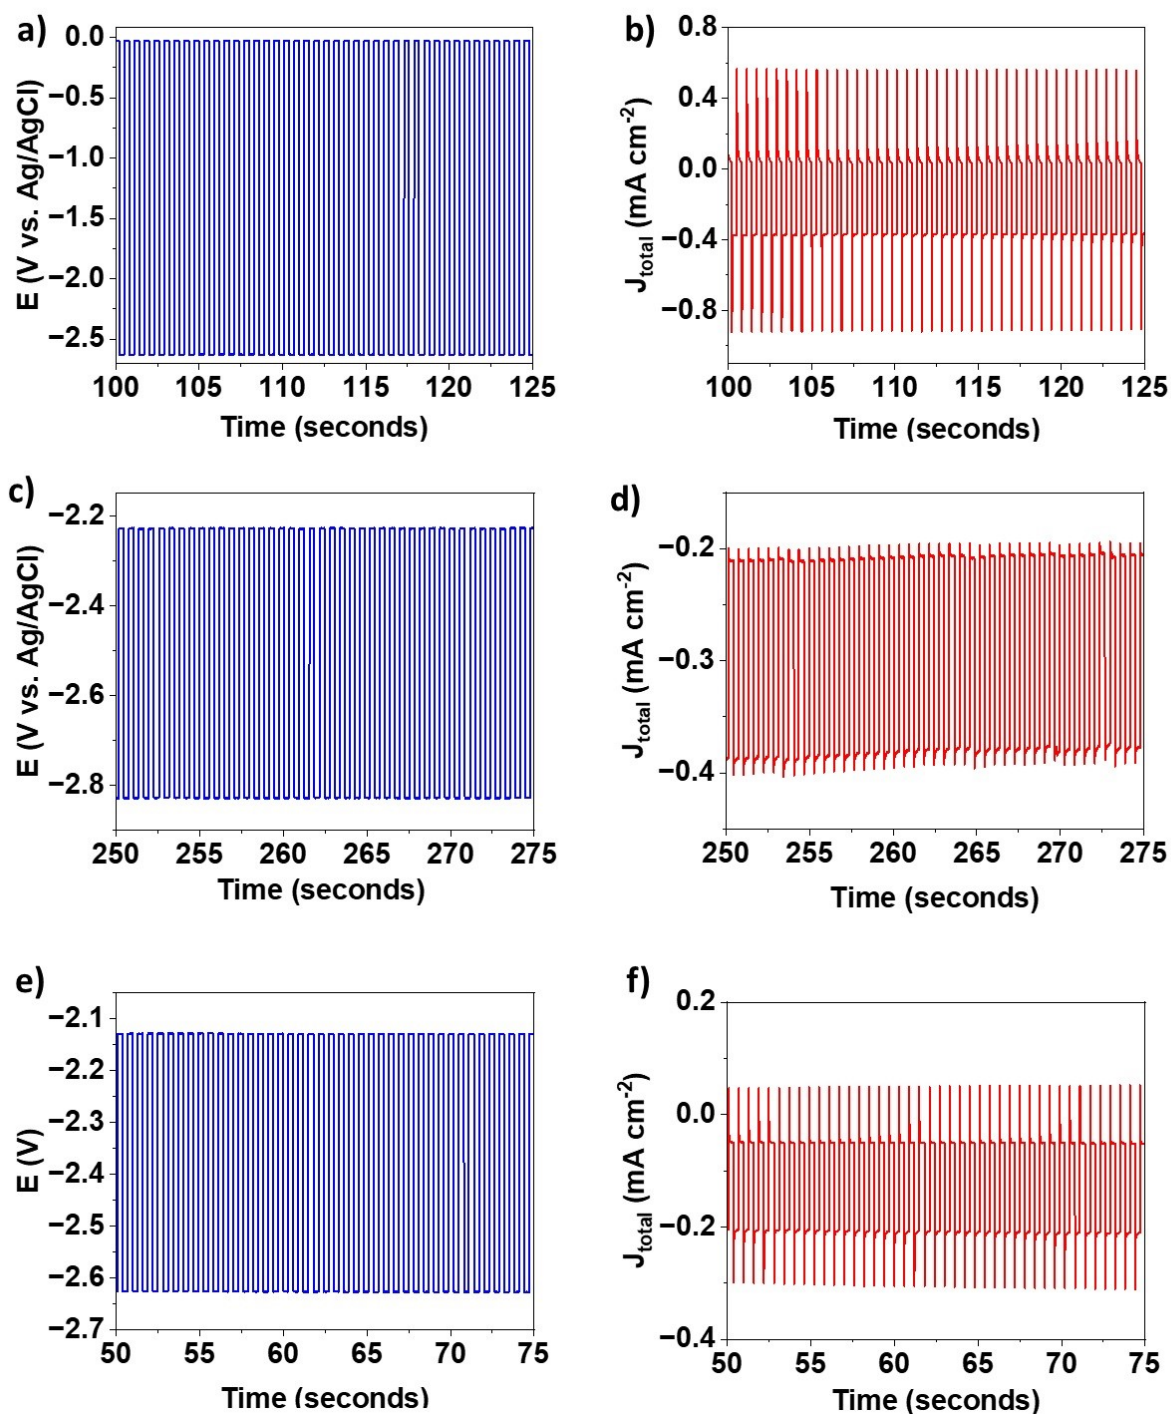 a)
0.0
−0.5
−1.0
−1.5
−2.0
−2.5
E (V vs. Ag/AgCl)
100 105 110 115 120 125
Time (seconds)
b)
0.8
0.4
0.0
−0.4
−0.8
J_total (mA cm⁻²)
100 105 110 115 120 125
Time (seconds)
c)
−2.2
−2.4
−2.6
−2.8
E (V vs. Ag/AgCl)
250 255 260 265 270 275
Time (seconds)
d)
−0.2
−0.3
−0.4
J_total (mA cm⁻²)
250 255 260 265 270 275
Time (seconds)
e)
−2.1
−2.2
−2.3
−2.4
−2.5
−2.6
−2.7
E (V)
50 55 60 65 70 75
Time (seconds)
f)
0.2
0.0
−0.2
−0.4
J_total (mA cm⁻²)
50 55 60 65 70 75
Time (seconds)